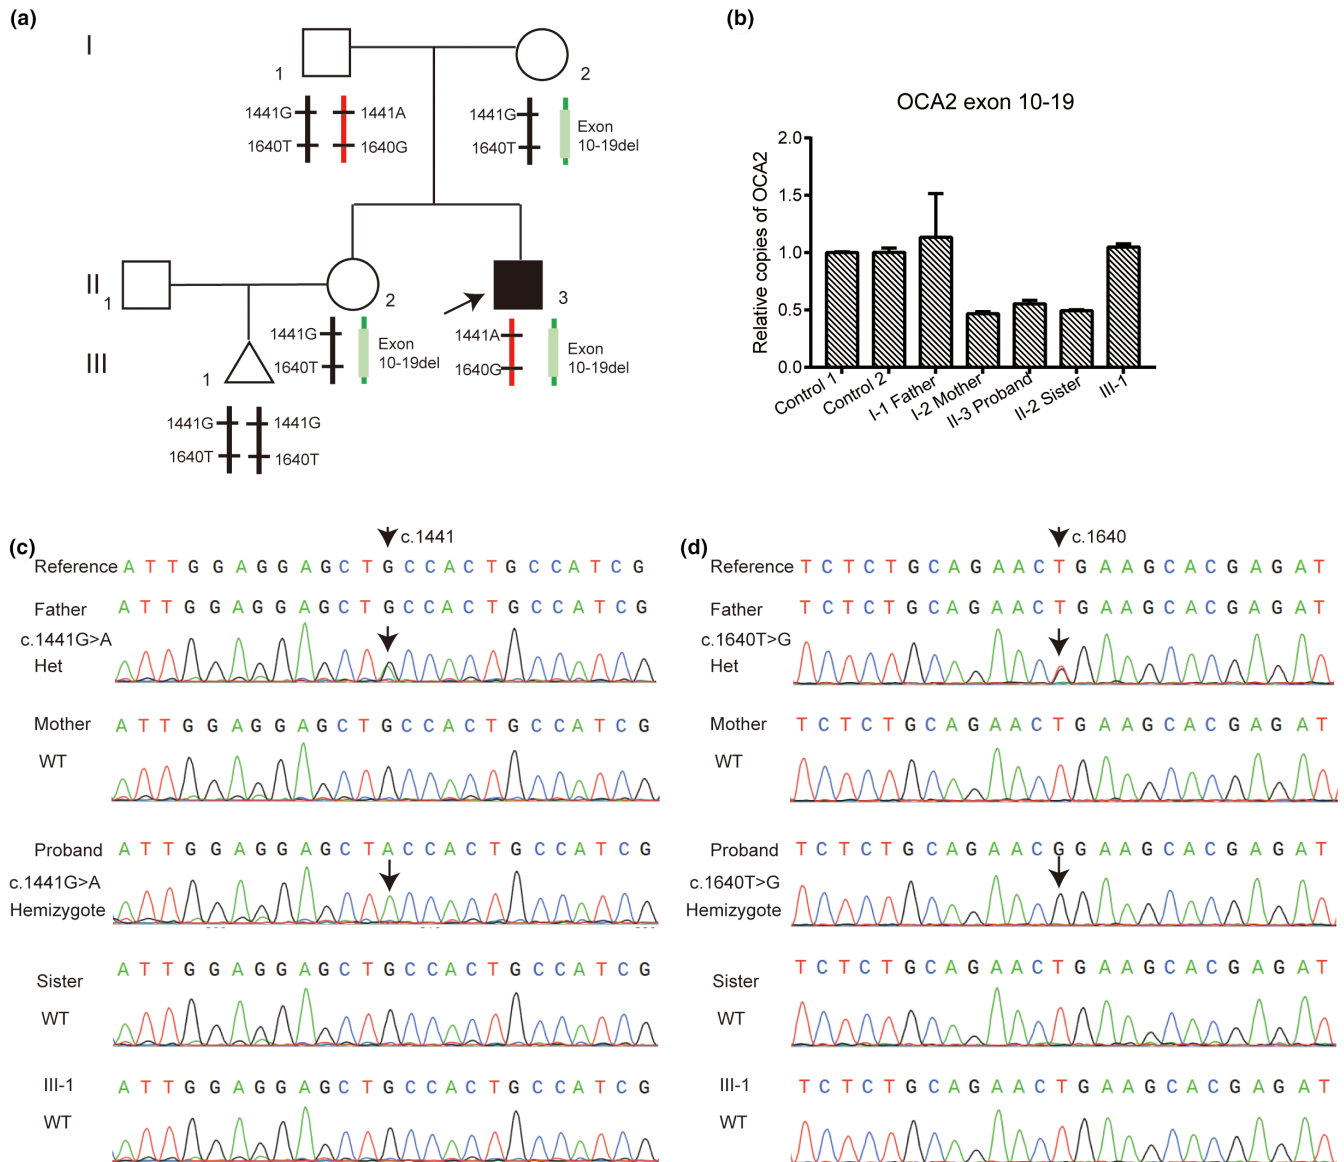 (a)
I
1
2
1441G
1640T
1441A
1640G
1441G
1640T
Exon
10-19del
II
1
2
3
1441G
1640T
Exon
10-19del
1441A
1640G
Exon
10-19del
III
1
1441G
1640T
1441G
1640T
(b)
OCA2 exon 10-19
Relative copies of OCA2
2.0
1.5
1.0
0.5
0.0
Control 1
Control 2
I-1 Father
I-2 Mother
II-3 Proband
II-2 Sister
III-1
(c)
c.1441
Reference A T T G G A G G A G C T G C C A C T G C C A T C G
Father A T T G G A G G A G C T G C C A C T G C C A T C G
c.1441G>A
Het
Mother A T T G G A G G A G C T G C C A C T G C C A T C G
WT
Proband A T T G G A G G A G C T A C C A C T G C C A T C G
c.1441G>A
Hemizygote
Sister A T T G G A G G A G C T G C C A C T G C C A T C G
WT
III-1 A T T G G A G G A G C T G C C A C T G C C A T C G
WT
(d)
c.1640
Reference T C T C T G C A G A A C T G A A G C A C G A G A T
Father T C T C T G C A G A A C T G A A G C A C G A G A T
c.1640T>G
Het
Mother T C T C T G C A G A A C T G A A G C A C G A G A T
WT
Proband T C T C T G C A G A A C G G A A G C A C G A G A T
c.1640T>G
Hemizygote
Sister T C T C T G C A G A A C T G A A G C A C G A G A T
WT
III-1 T C T C T G C A G A A C T G A A G C A C G A G A T
WT